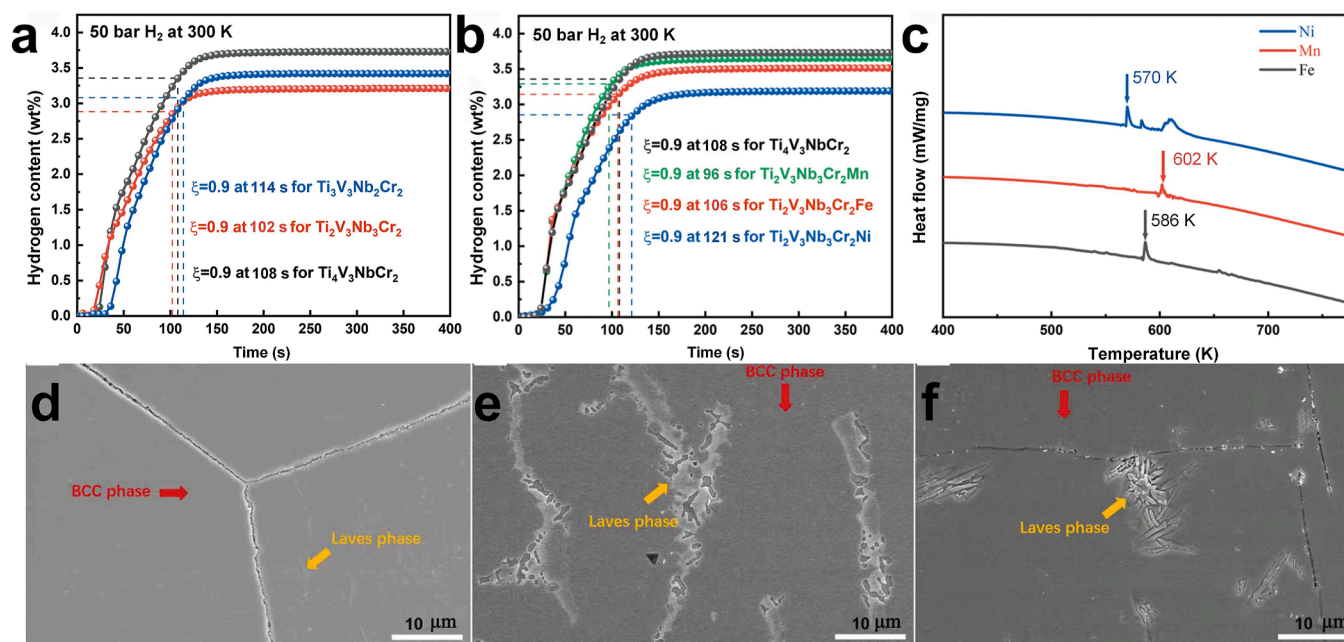 a
50 bar H₂ at 300 K
Hydrogen content (wt%)
4.0
3.5
3.0
2.5
2.0
1.5
1.0
0.5
0.0
ξ=0.9 at 114 s for Ti₃V₃Nb₂Cr₂
ξ=0.9 at 102 s for Ti₂V₃Nb₃Cr₂
ξ=0.9 at 108 s for Ti₄V₃NbCr₂
0 50 100 150 200 250 300 350 400
Time (s)
b
50 bar H₂ at 300 K
Hydrogen content (wt%)
4.0
3.5
3.0
2.5
2.0
1.5
1.0
0.5
0.0
ξ=0.9 at 108 s for Ti₄V₃NbCr₂
ξ=0.9 at 96 s for Ti₂V₃Nb₃Cr₂Mn
ξ=0.9 at 106 s for Ti₂V₃Nb₃Cr₂Fe
ξ=0.9 at 121 s for Ti₂V₃Nb₃Cr₂Ni
0 50 100 150 200 250 300 350 400
Time (s)
c
Ni
Mn
Fe
Heat flow (mW/mg)
570 K
602 K
586 K
400 500 600 700
Temperature (K)
d
BCC phase
Laves phase
10 μm
e
BCC phase
Laves phase
10 μm
f
BCC phase
Laves phase
10 μm